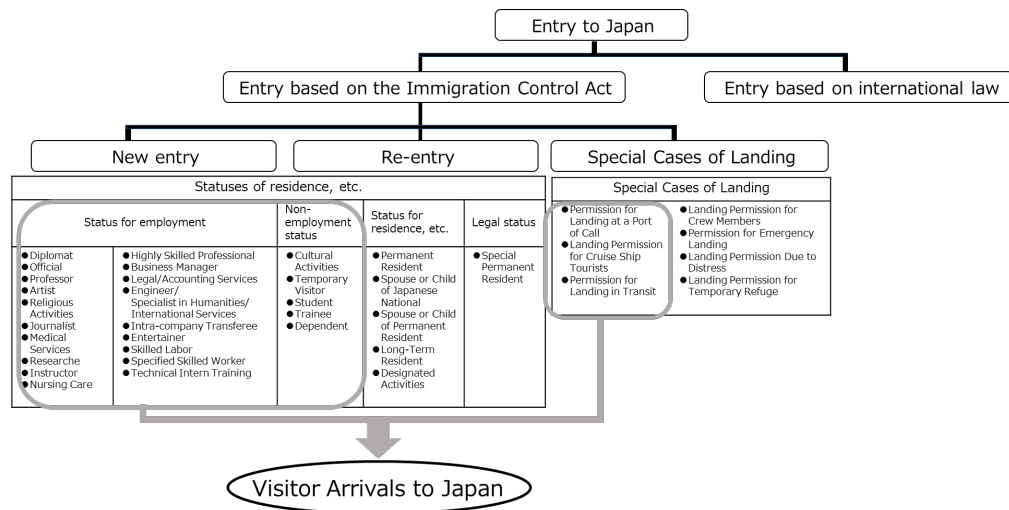 Entry to Japan
Entry based on the Immigration Control Act
Entry based on international law
New entry
Re-entry
Special Cases of Landing
Statuses of residence, etc.
Status for employment
Non-
employment
status
Status for
residence, etc.
Legal status
●Diplomat
●Official
●Professor
●Artist
●Religious
Activities
●Journalist
●Medical
Services
●Researche
●Instructor
●Nursing Care
●Highly Skilled Professional
●Business Manager
●Legal/Accounting Services
●Engineer/
Specialist in Humanities/
International Services
●Intra-company Transferee
●Entertainer
●Skilled Labor
●Specified Skilled Worker
●Technical Intern Training
●Cultural
Activities
●Temporary
Visitor
●Student
●Trainee
●Dependent
●Permanent
Resident
●Spouse or Child
of Japanese
National
●Spouse or Child
of Permanent
Resident
●Long-Term
Resident
●Designated
Activities
●Special
Permanent
Resident
Special Cases of Landing
●Permission for
Landing at a Port
of Call
●Landing Permission
for Cruise Ship
Tourists
●Permission for
Landing in Transit
●Landing Permission for
Crew Members
●Permission for Emergency
Landing
●Landing Permission Due to
Distress
●Landing Permission for
Temporary Refuge
Visitor Arrivals to Japan